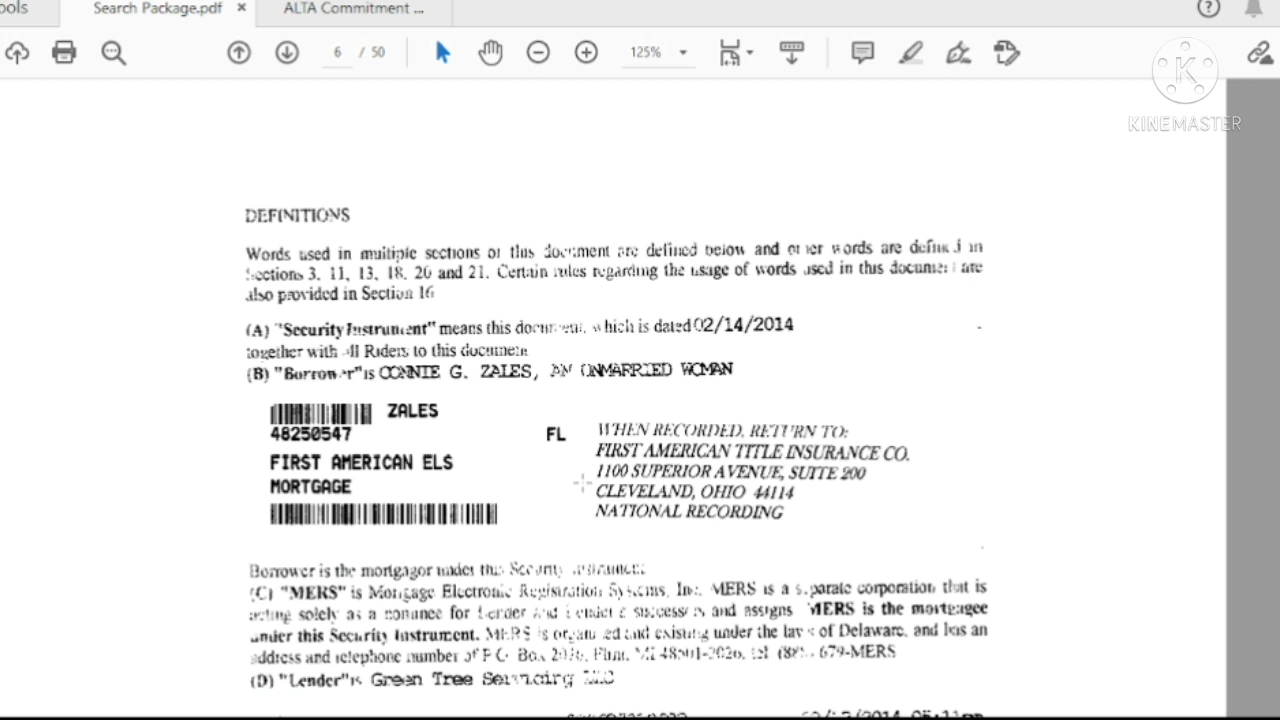 ools
Search Package.pdf
ALTA Commitment ...
6 / 50
125%
KINEMASTER
DEFINITIONS
Words used in multiple sections of this document are defined below and other words are defined in
Sections 3, 11, 13, 18, 20 and 21. Certain rules regarding the usage of words used in this document are
also provided in Section 16
(A) "Security Instrument" means this document, which is dated 02/14/2014
together with all Riders to this document
(B) "Borrower" is CONNIE G. ZALES, AN UNMARRIED WOMAN
ZALES
48250547
FIRST AMERICAN ELS
MORTGAGE
FL
WHEN RECORDED, RETURN TO:
FIRST AMERICAN TITLE INSURANCE CO.
1100 SUPERIOR AVENUE, SUITE 200
CLEVELAND, OHIO 44114
NATIONAL RECORDING
Borrower is the mortgagor under this Security Instrument.
(C) "MERS" is Mortgage Electronic Registration Systems, Inc. MERS is a separate corporation that is
acting solely as a nominee for Lender and Lender's successors and assigns MERS is the mortgagee
under this Security Instrument. MERS is organized and existing under the laws of Delaware, and has an
address and telephone number of P.O. Box 2026, Flint, MI 48501-2026, tel (888) 679-MERS
(D) "Lender" is Green Tree Servicing LLC